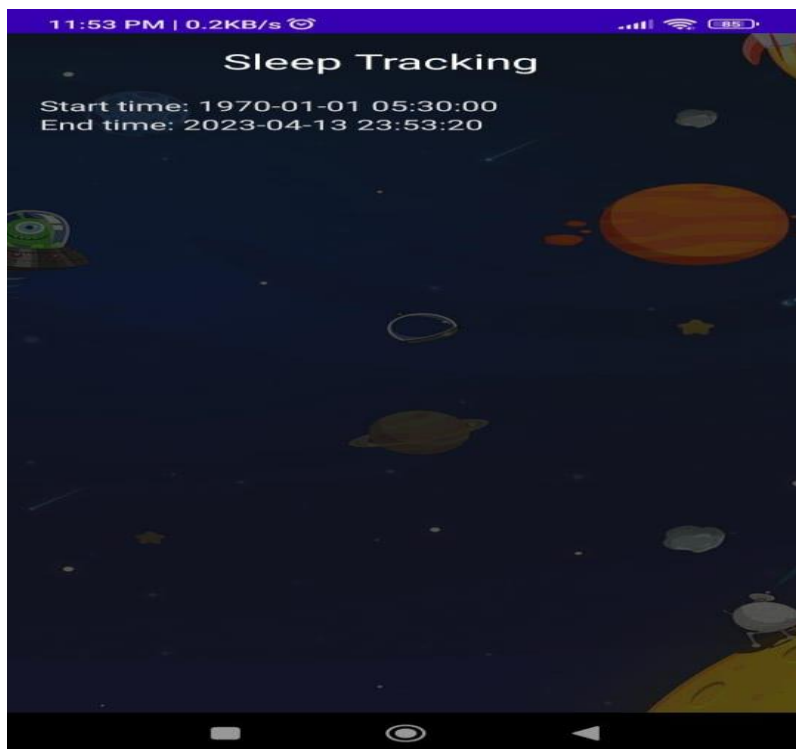 11:53 PM | 0.2KB/s 85
Sleep Tracking
Start time: 1970-01-01 05:30:00
End time: 2023-04-13 23:53:20